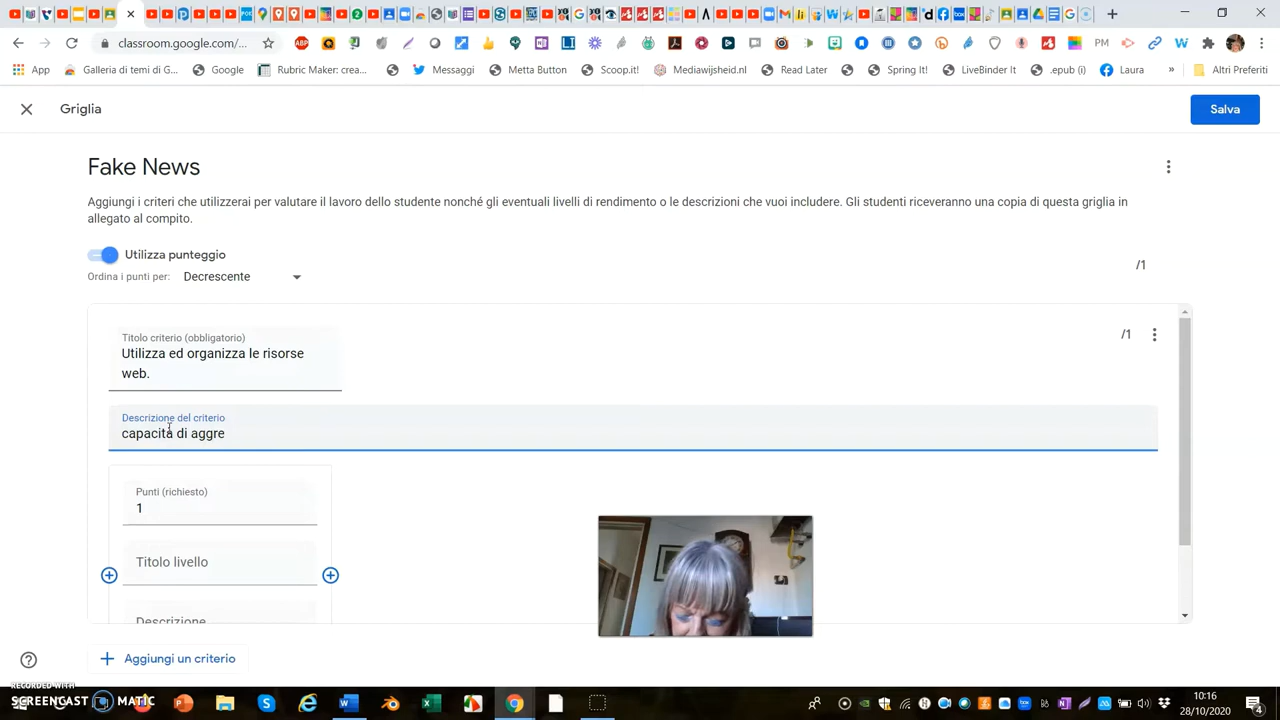 classroom.google.com/...
ABP
PM
App
Galleria di temi di G...
Google
Rubric Maker: crea...
Messaggi
Metta Button
Scoop.it!
Mediawijsheid.nl
Read Later
Spring It!
LiveBinder It
.epub (i)
Laura
»
Altri Preferiti
Griglia
Salva
Fake News
Aggiungi i criteri che utilizzerai per valutare il lavoro dello studente nonché gli eventuali livelli di rendimento o le descrizioni che vuoi includere. Gli studenti riceveranno una copia di questa griglia in
allegato al compito.
Utilizza punteggio
Ordina i punti per: Decrescente
/1
Titolo criterio (obbligatorio)
Utilizza ed organizza le risorse
web.
/1
Descrizione del criterio
capacità di aggre
Punti (richiesto)
1
Titolo livello
Descrizione
Aggiungi un criterio
RECORDED WITH
SCREENCAST MATIC
10:16
28/10/2020
4